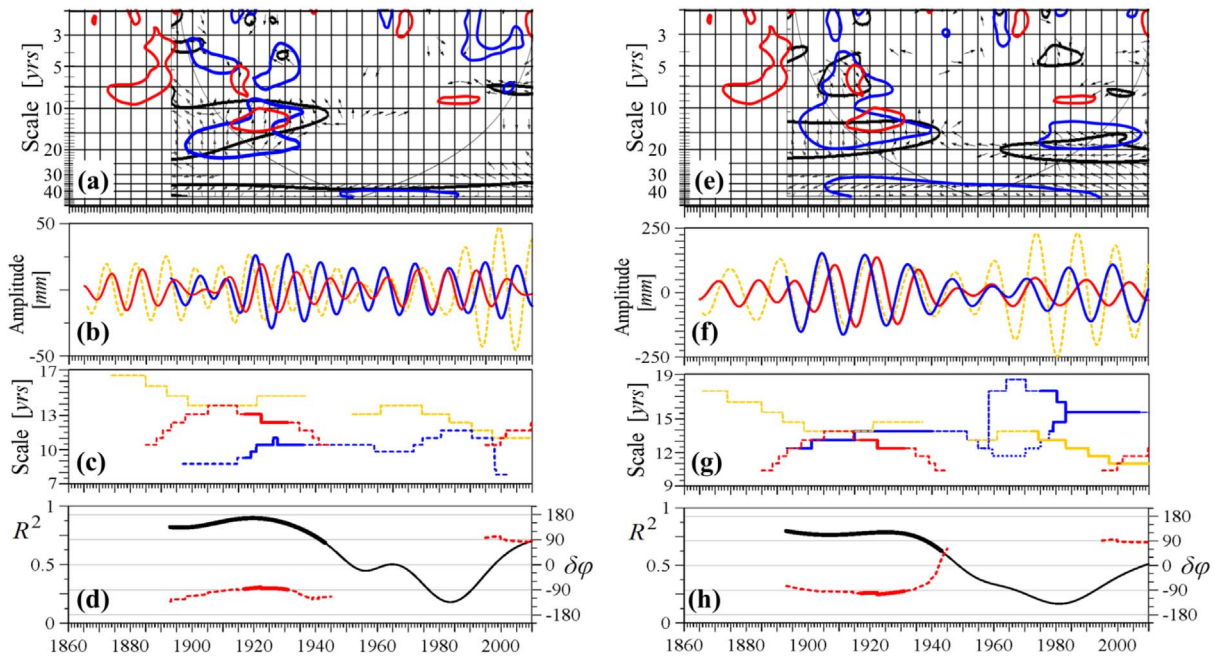 3
5
10
20
30
40
Scale [yrs]
(a)
50
-50
Amplitude
[mm]
(b)
17
13
10
7
Scale [yrs]
(c)
1
0.5
0
R²
180
90
0
-90
-180
δφ
(d)
1860 1880 1900 1920 1940 1960 1980 2000
3
5
10
20
30
40
Scale [yrs]
(e)
250
0
-250
Amplitude
[mm]
(f)
19
15
12
9
Scale [yrs]
(g)
1
0.5
0
R²
180
90
0
-90
-180
δφ
(h)
1860 1880 1900 1920 1940 1960 1980 2000